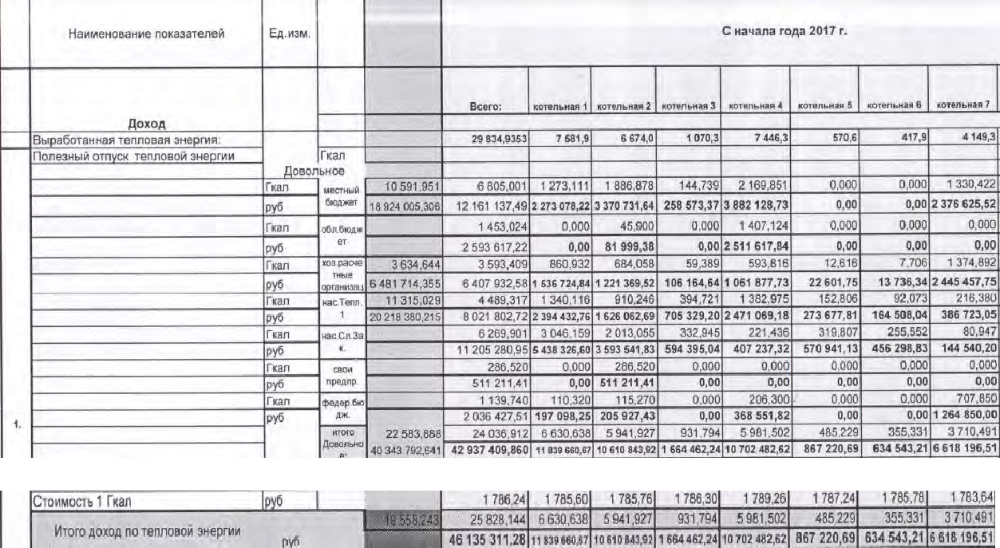 Наименование показателей Ед.изм. С начала года 2017 г.
Всего: котельная 1 котельная 2 котельная 3 котельная 4 котельная 5 котельная 6 котельная 7
Доход
Выработанная тепловая энергия: 29 834,9353 7 581,9 6 674,0 1 070,3 7 446,3 570,6 417,9 4 149,3
Полезный отпуск тепловой энергии Гкал
Довольное
Гкал местный 10 591,951 6 805,001 1 273,111 1 886,878 144,739 2 169,851 0,000 0,000 1 330,422
руб бюджет 18 924 005,306 12 161 137,49 2 273 078,22 3 370 731,64 258 573,37 3 882 128,73 0,00 0,00 2 376 625,52
Гкал обл.бюдж 1 453,024 0,000 45,900 0,000 1 407,124 0,000 0,000 0,000
руб ет 2 593 617,22 0,00 81 999,38 0,00 2 511 617,84 0,00 0,00 0,00
Гкал хоз.расче 3 634,644 3 593,409 860,932 684,058 59,389 593,816 12,616 7,706 1 374,892
тные
руб организац 6 481 714,355 6 407 932,58 1 536 724,84 1 221 369,52 106 164,64 1 061 877,73 22 601,75 13 736,34 2 445 457,75
Гкал нас.Тепл. 11 315,029 4 489,317 1 340,116 910,246 394,721 1 382,975 152,806 92,073 216,380
руб 1 20 218 380,215 8 021 802,72 2 394 432,76 1 626 062,69 705 329,20 2 471 069,18 273 677,81 164 508,04 386 723,05
Гкал нас.Сл.За 6 269,901 3 046,159 2 013,055 332,945 221,436 319,807 255,552 80,947
руб к. 11 205 280,95 5 438 326,60 3 593 541,83 594 395,04 407 237,32 570 941,13 456 298,83 144 540,20
Гкал свои 286,520 0,000 286,520 0,000 0,000 0,000 0,000 0,000
руб предпр. 511 211,41 0,00 511 211,41 0,00 0,00 0,00 0,00 0,00
Гкал федер.бю 1 139,740 110,320 115,270 0,000 206,300 0,000 0,000 707,850
1. руб дж. 2 036 427,51 197 098,25 205 927,43 0,00 368 551,82 0,00 0,00 1 264 850,00
итого 22 583,888 24 036,912 6 630,638 5 941,927 931,794 5 981,502 485,229 355,331 3 710,491
Довольно 40 343 792,641 42 937 409,860 11 839 660,67 10 610 843,92 1 664 462,24 10 702 482,62 867 220,69 634 543,21 6 618 196,51
Стоимость 1 Гкал руб 1 786,24 1 785,60 1 785,76 1 786,30 1 789,26 1 787,24 1 785,78 1 783,64
19 558,243 25 828,144 6 630,638 5 941,927 931,794 5 981,502 485,229 355,331 3 710,491
Итого доход по тепловой энергии руб 46 135 311,28 11 839 660,67 10 610 843,92 1 664 462,24 10 702 482,62 867 220,69 634 543,21 6 618 196,51